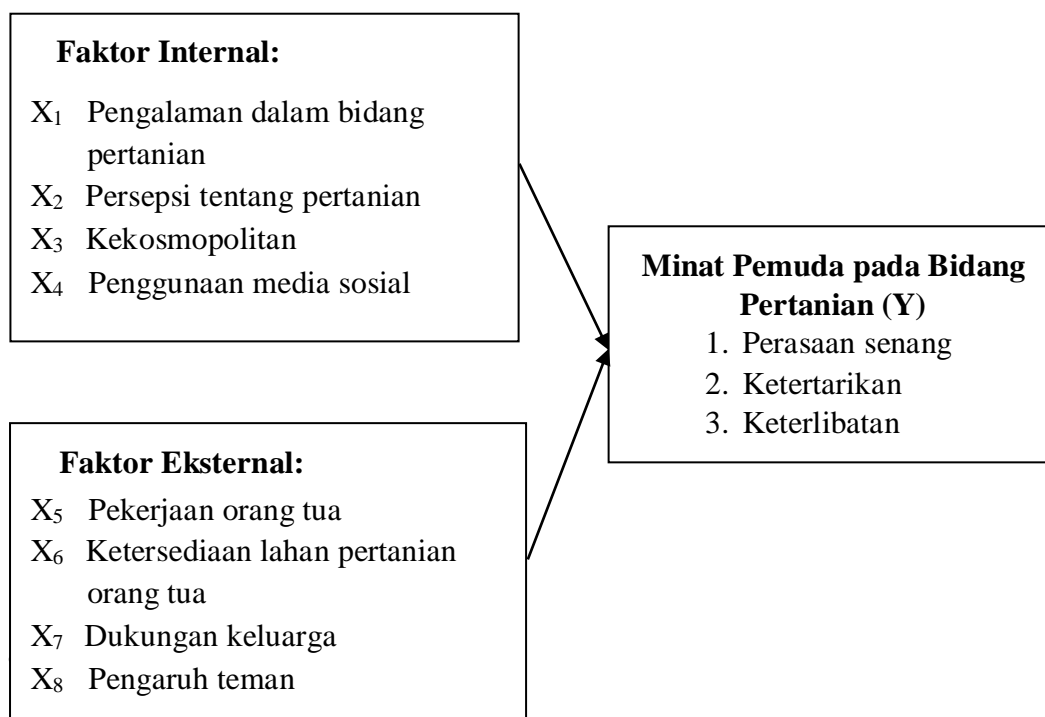 Faktor Internal:
X₁ Pengalaman dalam bidang
pertanian
X₂ Persepsi tentang pertanian
X₃ Kekosmopolitan
X₄ Penggunaan media sosial
Minat Pemuda pada Bidang
Pertanian (Y)
1. Perasaan senang
2. Ketertarikan
3. Keterlibatan
Faktor Eksternal:
X₅ Pekerjaan orang tua
X₆ Ketersediaan lahan pertanian
orang tua
X₇ Dukungan keluarga
X₈ Pengaruh teman